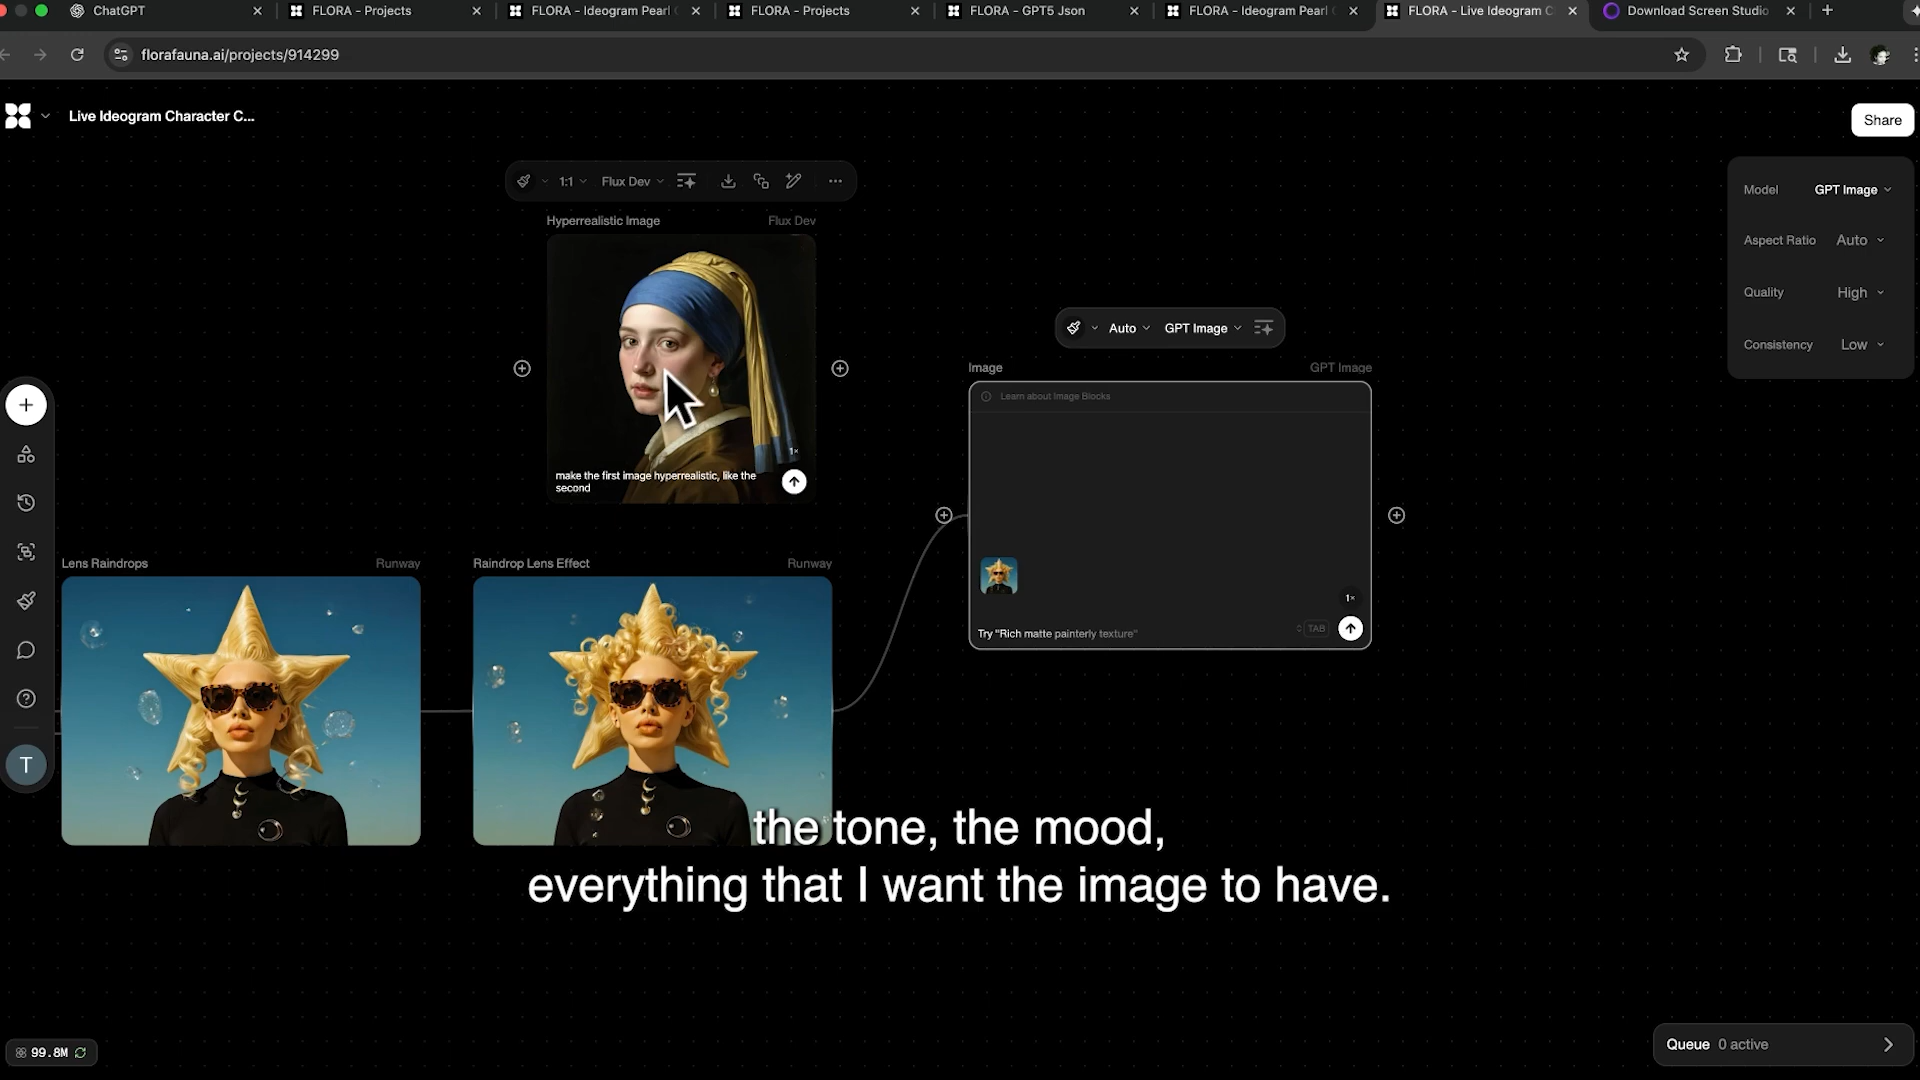 ChatGPT
FLORA - Projects
FLORA - Ideogram Pearl
FLORA - Projects
FLORA - GPT5 Json
FLORA - Ideogram Pearl
FLORA - Live Ideogram C
Download Screen Studio
florafauna.ai/projects/914299
Live Ideogram Character C...
Share
1:1
Flux Dev
Model
GPT Image
Hyperrealistic Image
Flux Dev
Aspect Ratio
Auto
Quality
High
Auto
GPT Image
Consistency
Low
Image
GPT Image
Learn about Image Blocks
1×
make the first image hyperrealistic, like the
second
Lens Raindrops
Runway
Raindrop Lens Effect
Runway
1×
Try "Rich matte painterly texture"
TAB
T
the tone, the mood,
everything that I want the image to have.
Queue
0 active
99.8M